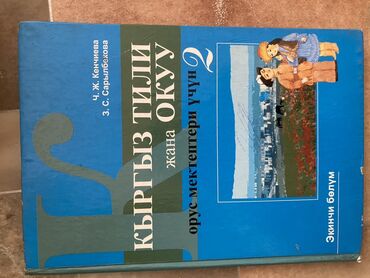 Ч. Ж. Кенчиева
З. С. Сарылбекова
КЫРГЫЗ ТИЛИ
жана ОКУУ
орус мектептери үчүн 2
Экинчи бөлүм